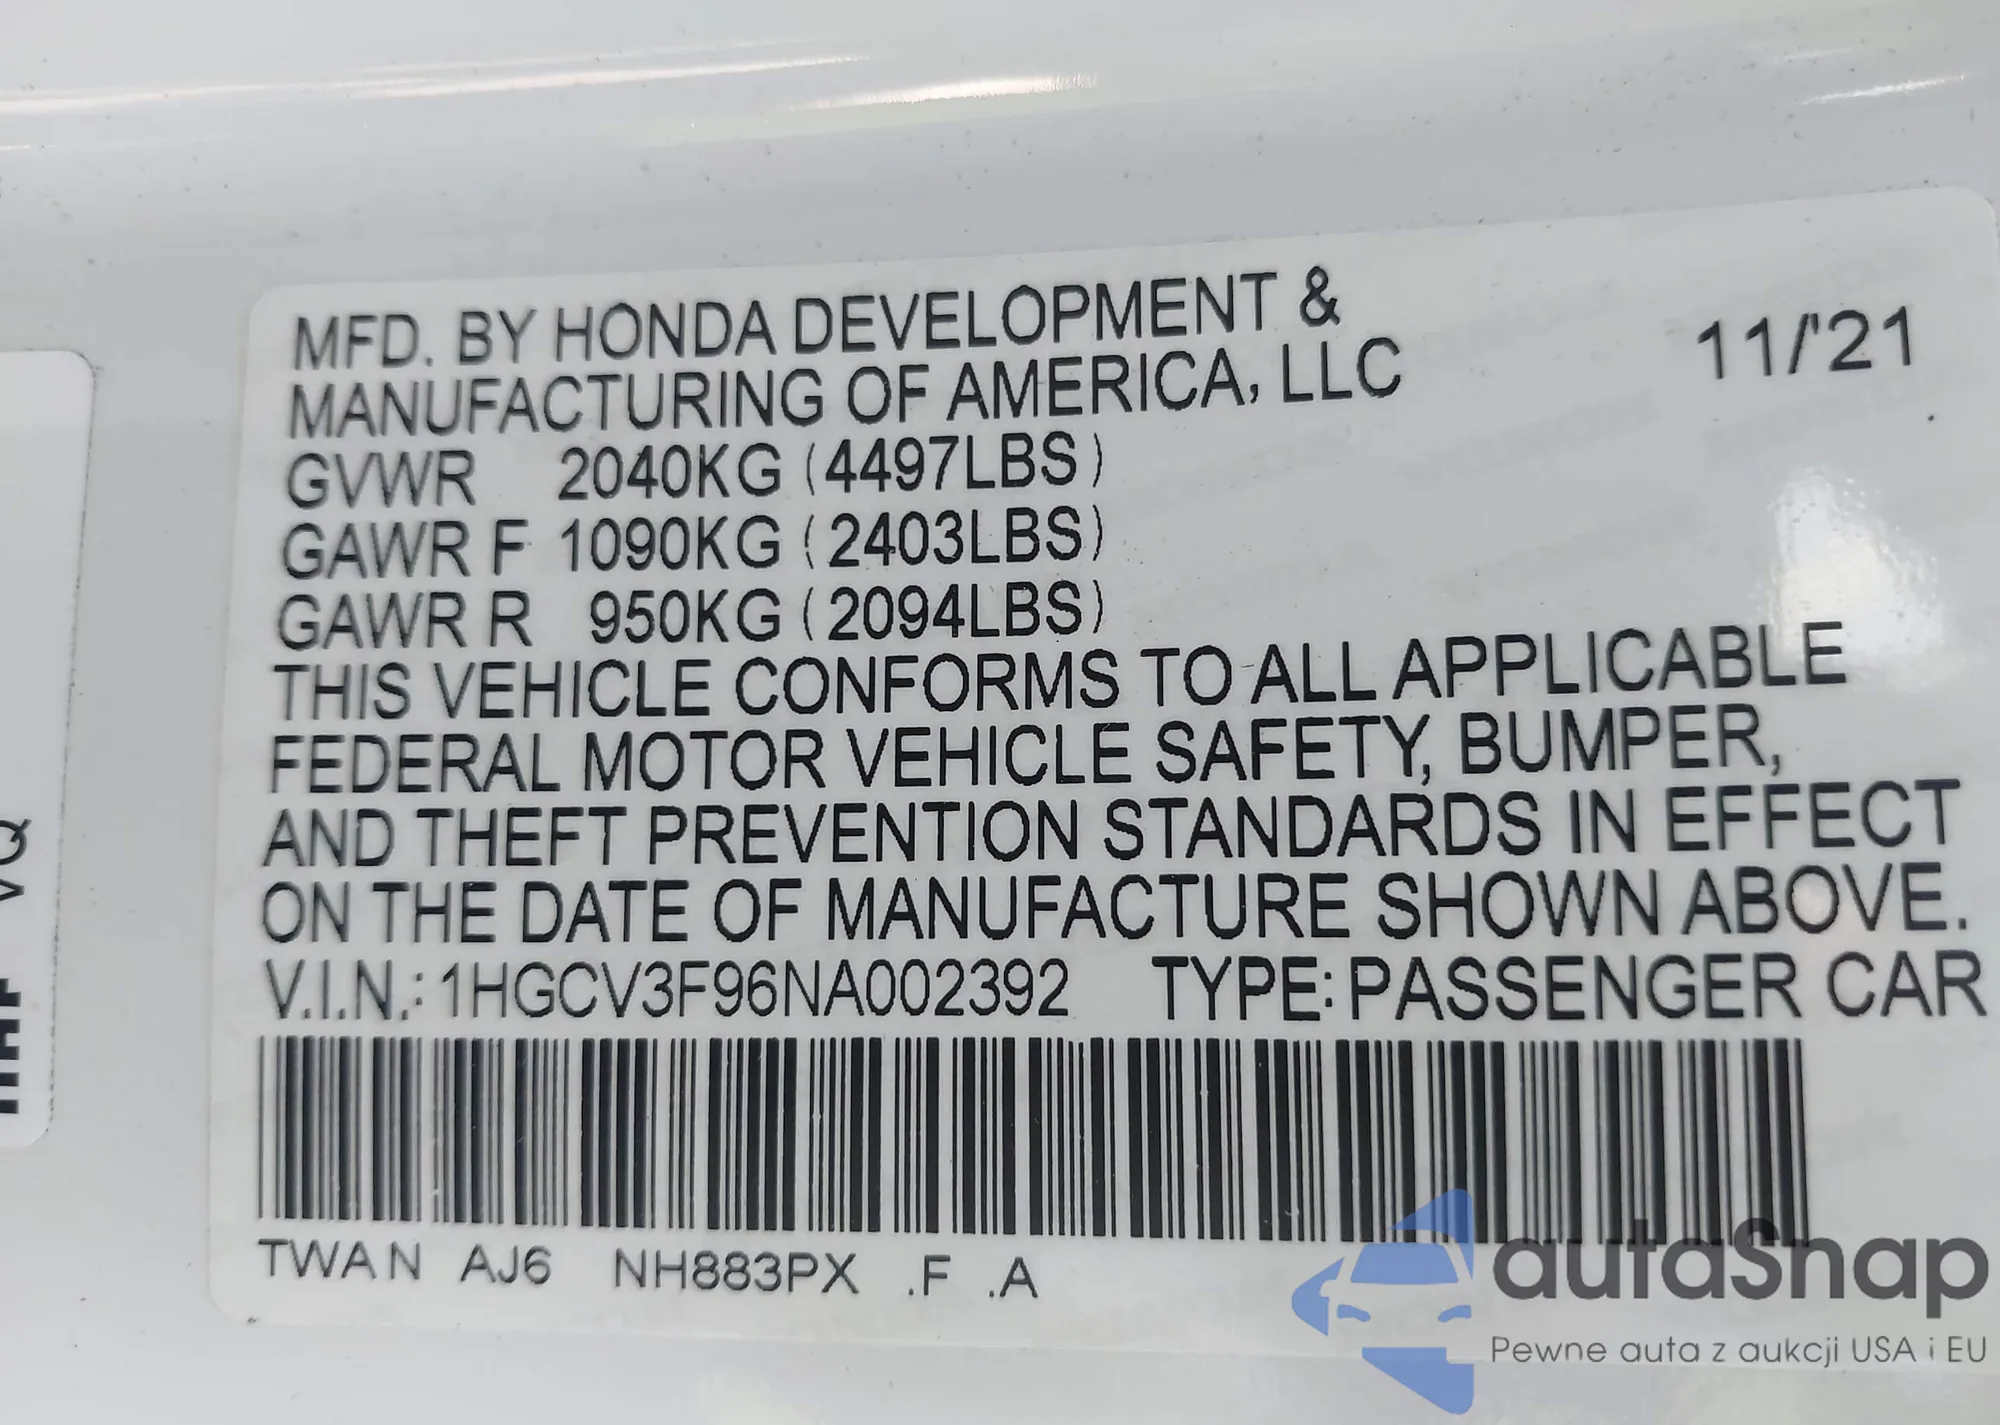 MFD. BY HONDA DEVELOPMENT &
MANUFACTURING OF AMERICA, LLC
11/'21
GVWR 2040KG (4497LBS)
GAWR F 1090KG (2403LBS)
GAWR R 950KG (2094LBS)
THIS VEHICLE CONFORMS TO ALL APPLICABLE
FEDERAL MOTOR VEHICLE SAFETY, BUMPER,
AND THEFT PREVENTION STANDARDS IN EFFECT
ON THE DATE OF MANUFACTURE SHOWN ABOVE.
V.I.N.: 1HGCV3F96NA002392 TYPE: PASSENGER CAR
TWAN AJ6 NH883PX .F .A
autaSnap
Pewne auta z aukcji USA i EU